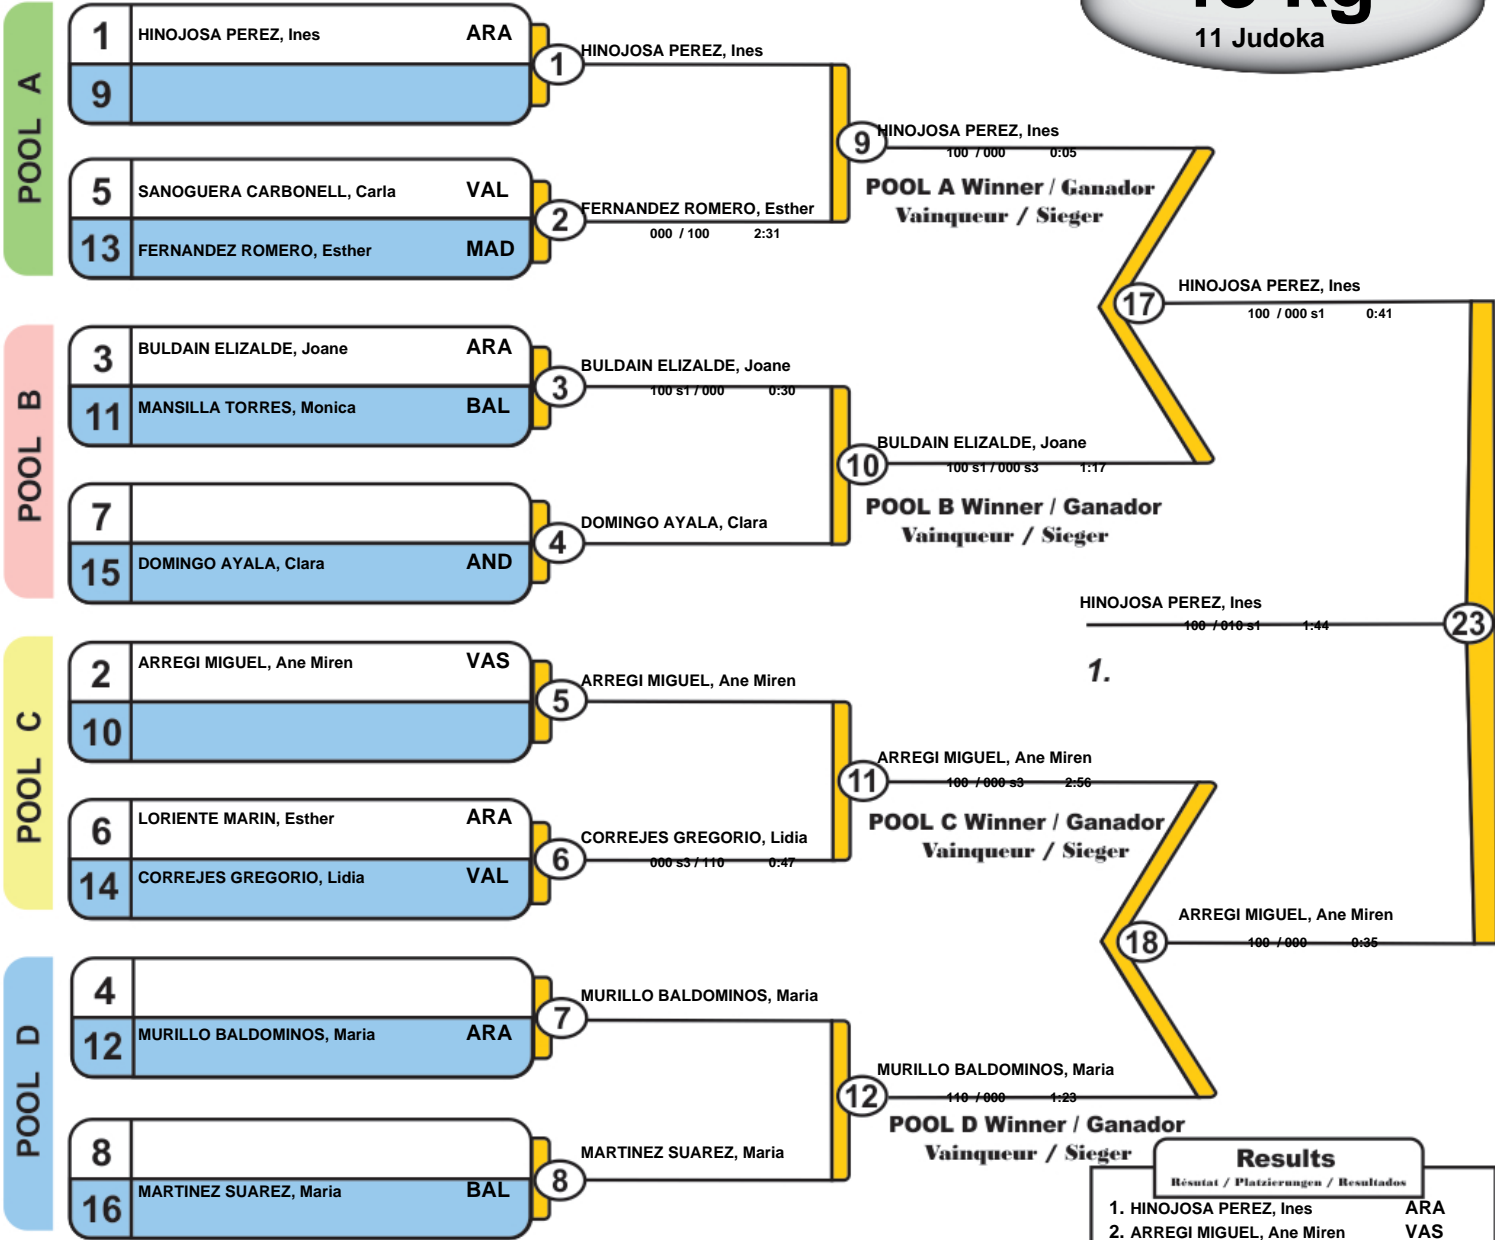 11 Judoka
POOL A
1 HINOJOSA PEREZ, Ines ARA
9
1 HINOJOSA PEREZ, Ines
5 SANOGUERA CARBONELL, Carla VAL
13 FERNANDEZ ROMERO, Esther MAD
2 FERNANDEZ ROMERO, Esther
000 / 100 2:31
9 HINOJOSA PEREZ, Ines
100 / 000 0:05
POOL A Winner / Ganador
Vainqueur / Sieger
POOL B
3 BULDAIN ELIZALDE, Joane ARA
11 MANSILLA TORRES, Monica BAL
3 BULDAIN ELIZALDE, Joane
100 s1 / 000 0:30
7
15 DOMINGO AYALA, Clara AND
4 DOMINGO AYALA, Clara
10 BULDAIN ELIZALDE, Joane
100 s1 / 000 s3 1:17
POOL B Winner / Ganador
Vainqueur / Sieger
17 HINOJOSA PEREZ, Ines
100 / 000 s1 0:41
HINOJOSA PEREZ, Ines
100 / 010 s1 1:44
23
1.
POOL C
2 ARREGI MIGUEL, Ane Miren VAS
10
5 ARREGI MIGUEL, Ane Miren
6 LORIENTE MARIN, Esther ARA
14 CORREJES GREGORIO, Lidia VAL
6 CORREJES GREGORIO, Lidia
000 s3 / 110 0:47
11 ARREGI MIGUEL, Ane Miren
100 / 000 s3 2:56
POOL C Winner / Ganador
Vainqueur / Sieger
18 ARREGI MIGUEL, Ane Miren
100 / 000 0:35
POOL D
4
12 MURILLO BALDOMINOS, Maria ARA
7 MURILLO BALDOMINOS, Maria
8
16 MARTINEZ SUAREZ, Maria BAL
8 MARTINEZ SUAREZ, Maria
12 MURILLO BALDOMINOS, Maria
110 / 000 1:23
POOL D Winner / Ganador
Vainqueur / Sieger
Results
Résutat / Platzierungen / Resultados
1. HINOJOSA PEREZ, Ines ARA
2. ARREGI MIGUEL, Ane Miren VAS